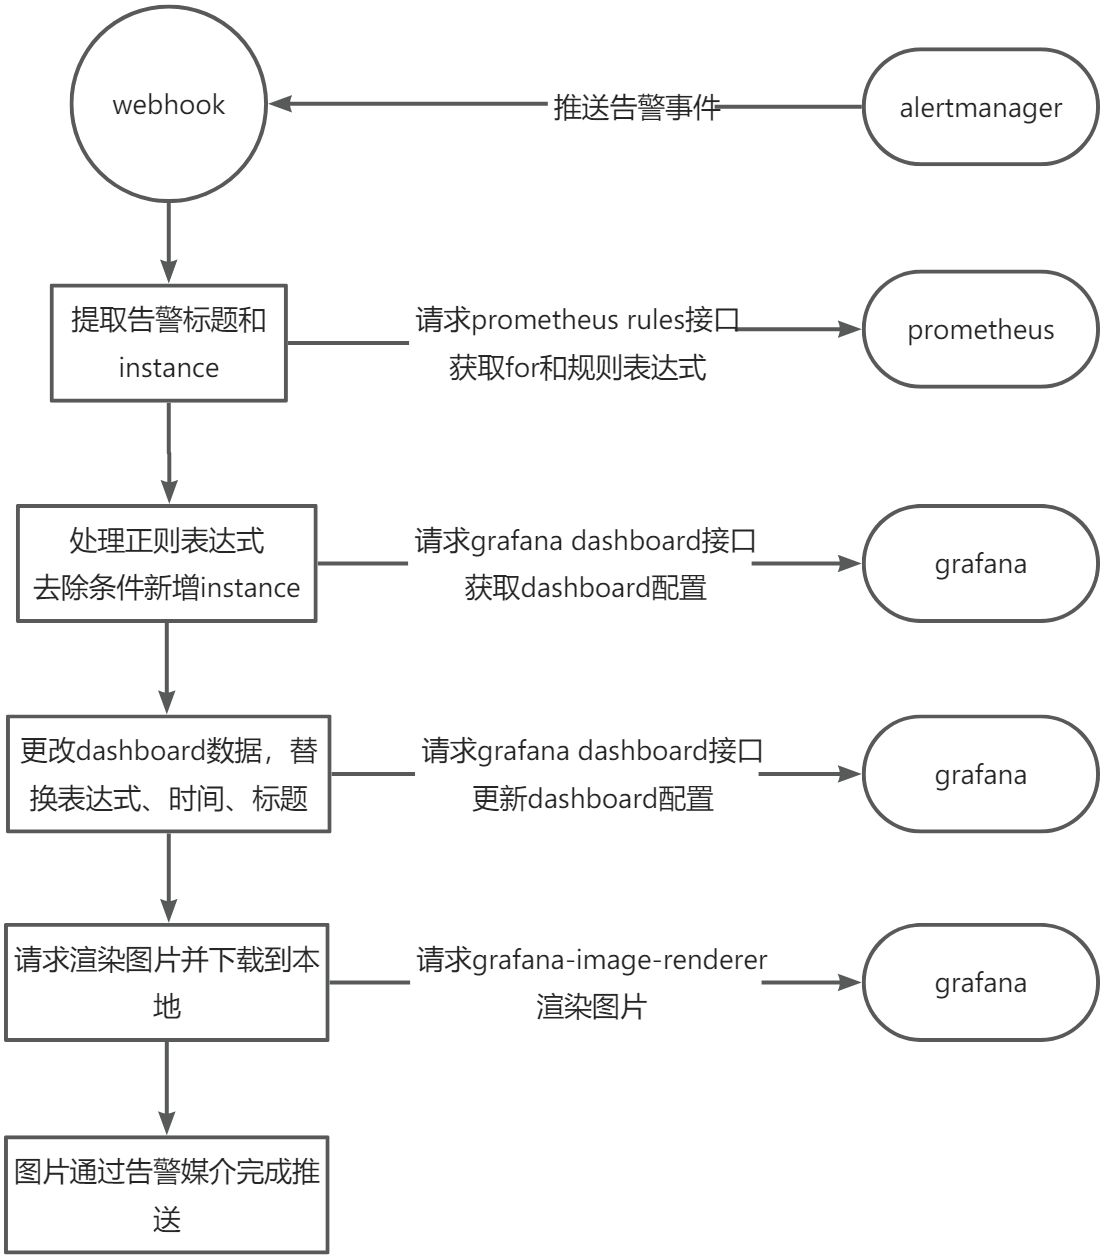 webhook
推送告警事件
alertmanager
提取告警标题和
instance
请求prometheus rules接口
获取for和规则表达式
prometheus
处理正则表达式
去除条件新增instance
请求grafana dashboard接口
获取dashboard配置
grafana
更改dashboard数据，替
换表达式、时间、标题
请求grafana dashboard接口
更新dashboard配置
grafana
请求渲染图片并下载到本
地
请求grafana-image-renderer
渲染图片
grafana
图片通过告警媒介完成推
送